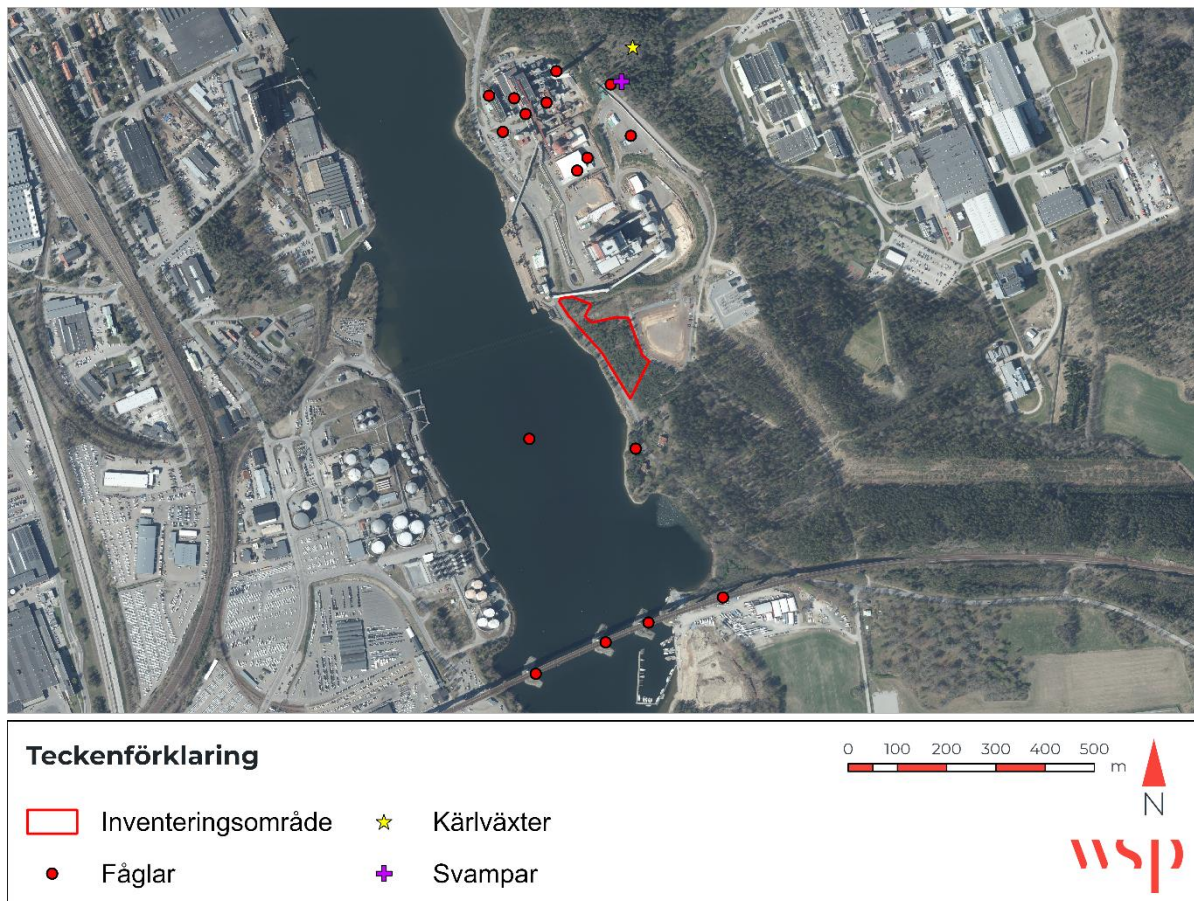 Teckenförklaring
0 100 200 300 400 500
m
N
Inventeringsområde
Kärlväxter
Fåglar
Svampar
wsp